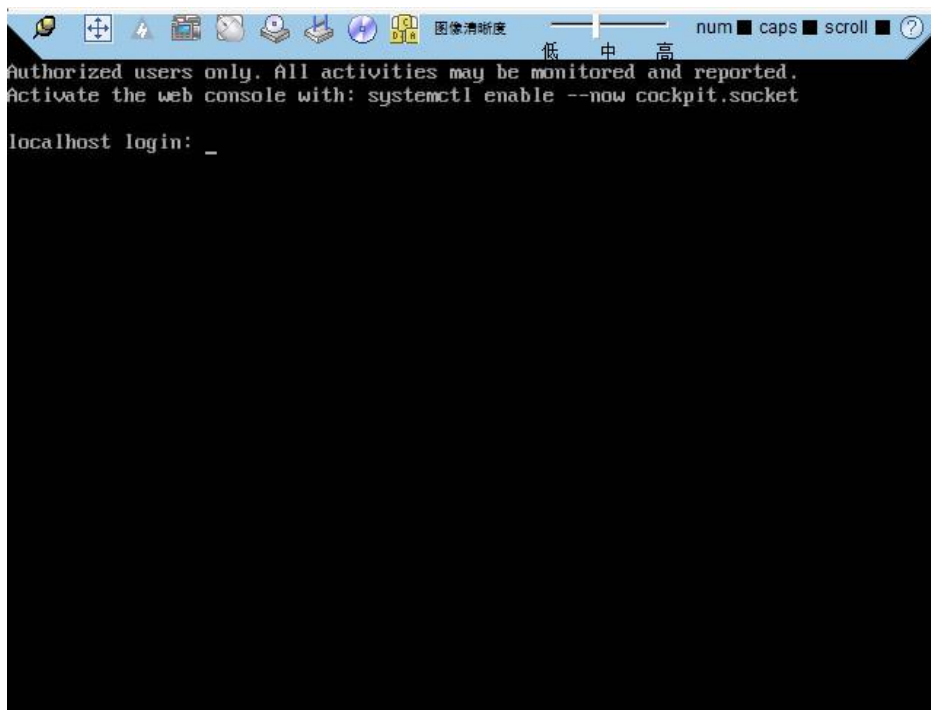 图像清晰度 num caps scroll ?
低 中 高
Authorized users only. All activities may be monitored and reported.
Activate the web console with: systemctl enable --now cockpit.socket
localhost login: _